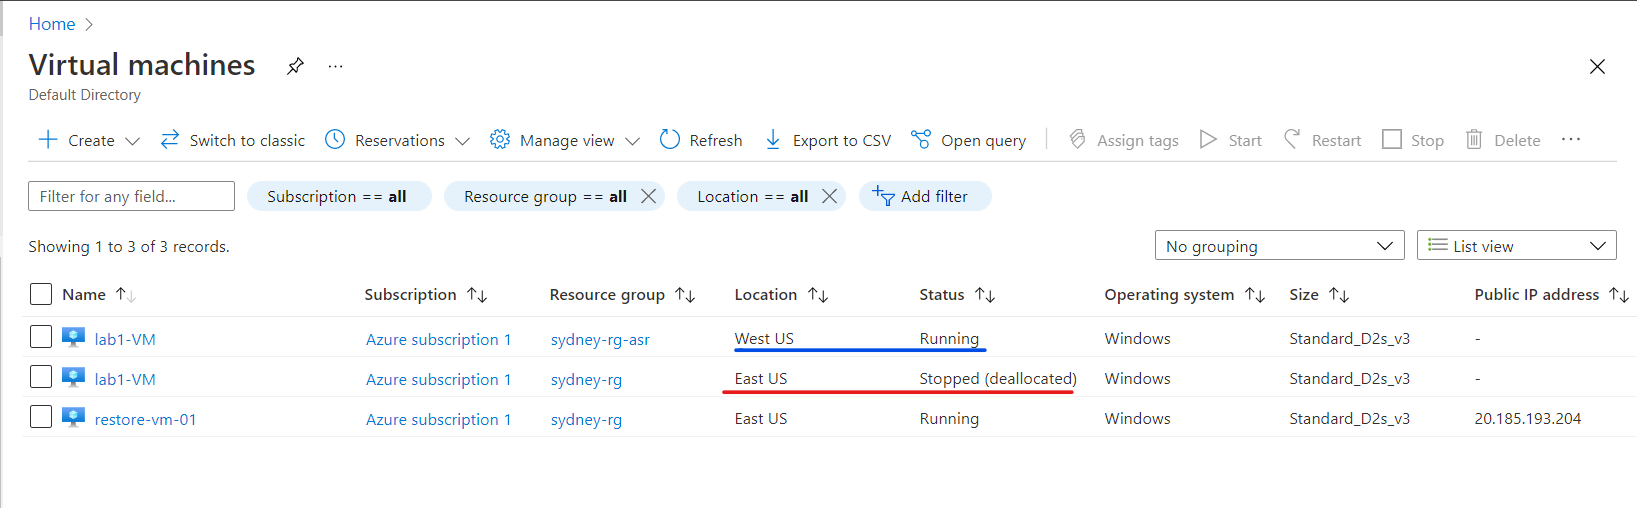 Home
Virtual machines
Default Directory
Create Switch to classic Reservations Manage view Refresh Export to CSV Open query Assign tags Start Restart Stop Delete
Filter for any field... Subscription == all Resource group == all Location == all Add filter
Showing 1 to 3 of 3 records. No grouping List view
Name Subscription Resource group Location Status Operating system Size Public IP address
lab1-VM Azure subscription 1 sydney-rg-asr West US Running Windows Standard_D2s_v3 -
lab1-VM Azure subscription 1 sydney-rg East US Stopped (deallocated) Windows Standard_D2s_v3 -
restore-vm-01 Azure subscription 1 sydney-rg East US Running Windows Standard_D2s_v3 20.185.193.204